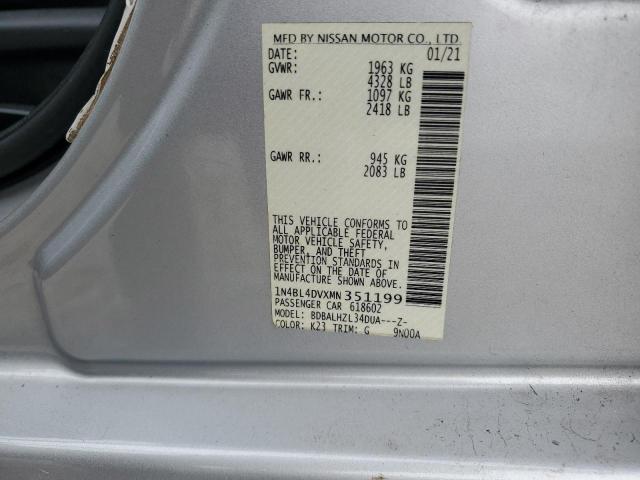 MFD BY NISSAN MOTOR CO., LTD
DATE: 01/21
GVWR: 1963 KG
4328 LB
GAWR FR.: 1097 KG
2418 LB
GAWR RR.: 945 KG
2083 LB
THIS VEHICLE CONFORMS TO
ALL APPLICABLE FEDERAL
MOTOR VEHICLE SAFETY,
BUMPER, AND THEFT
PREVENTION STANDARDS IN
EFFECT ON THE DATE OF
MANUFACTURE SHOWN ABOVE.
1N4BL4DVXMN351199
PASSENGER CAR 618602
MODEL: BDBALHZL34DUA---Z-
COLOR: K23 TRIM: G 9N00A